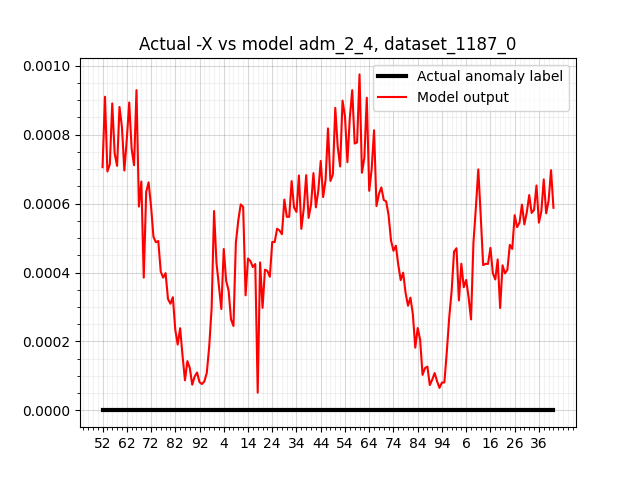 Actual -X vs model adm_2_4, dataset_1187_0
Actual anomaly label
Model output
0.0010
0.0008
0.0006
0.0004
0.0002
0.0000
52 62 72 82 92 4 14 24 34 44 54 64 74 84 94 6 16 26 36